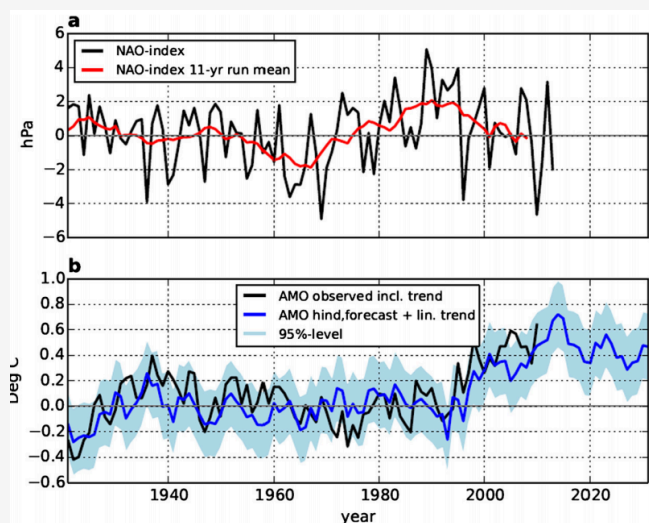 a
6
4
2
0
−2
−4
−6
hPa
NAO-index
NAO-index 11-yr run mean
b
1.0
0.8
0.6
0.4
0.2
0.0
−0.2
−0.4
−0.6
Deg C
AMO observed incl. trend
AMO hind,forecast + lin. trend
95%-level
1940
1960
1980
2000
2020
year